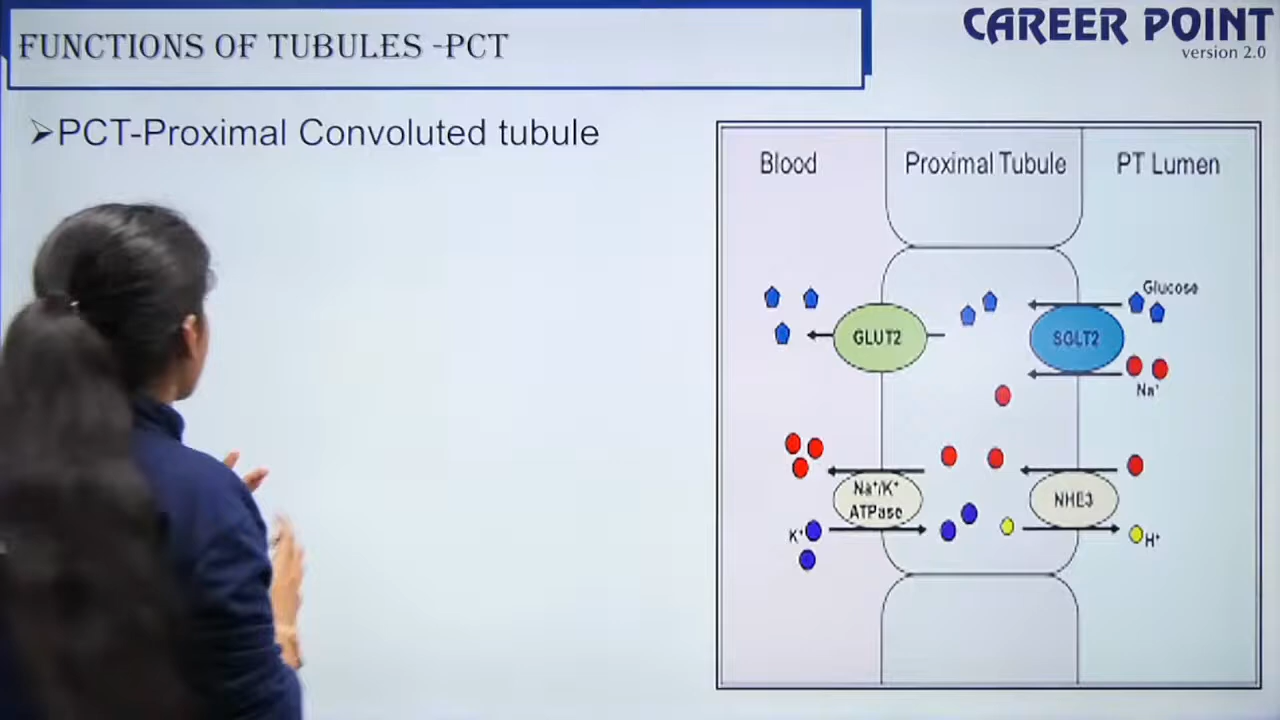 FUNCTIONS OF TUBULES -PCT
CAREER POINT
version 2.0
➢PCT-Proximal Convoluted tubule
Blood
Proximal Tubule
PT Lumen
Glucose
GLUT2
SGLT2
Na⁺
Na⁺/K⁺
ATPase
NHE3
K⁺
H⁺